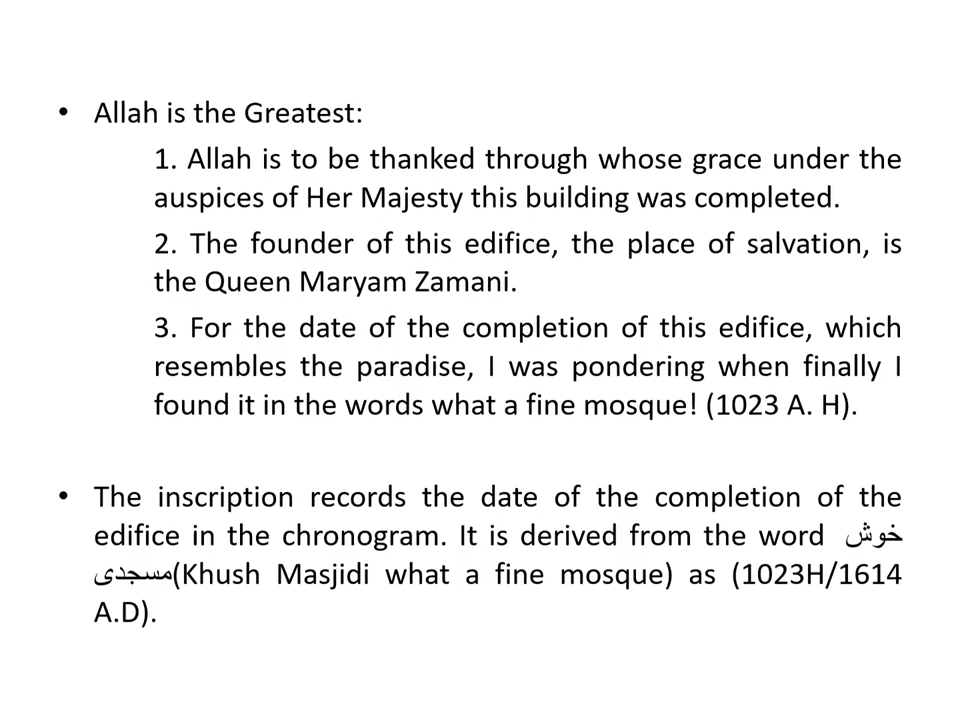 • Allah is the Greatest:
1. Allah is to be thanked through whose grace under the
auspices of Her Majesty this building was completed.
2. The founder of this edifice, the place of salvation, is
the Queen Maryam Zamani.
3. For the date of the completion of this edifice, which
resembles the paradise, I was pondering when finally I
found it in the words what a fine mosque! (1023 A. H).
• The inscription records the date of the completion of the
edifice in the chronogram. It is derived from the word خوش
مسجدی(Khush Masjidi what a fine mosque) as (1023H/1614
A.D).